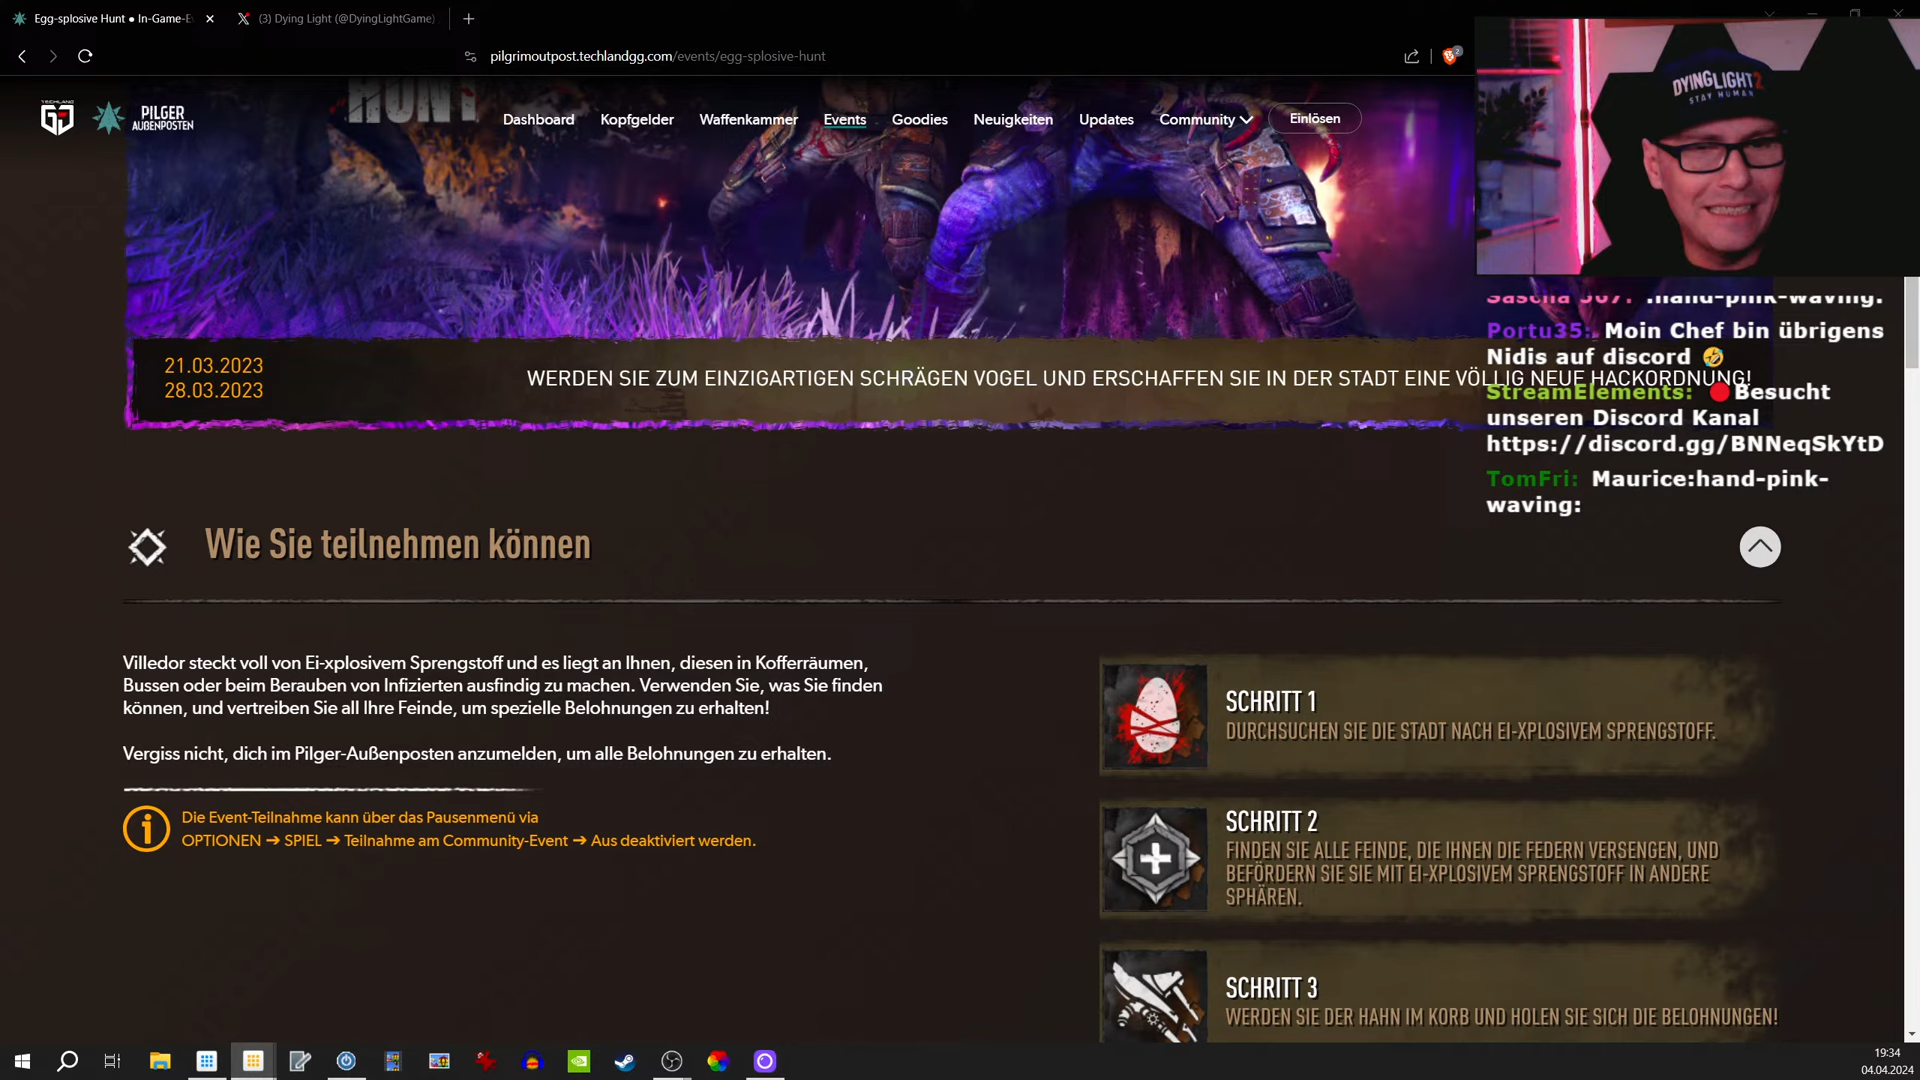 Egg-splosive Hunt ● In-Game-E
(3) Dying Light (@DyingLightGame)
pilgrimoutpost.techlandgg.com/events/egg-splosive-hunt
2
DYINGLIGHT2
STAY HUMAN
HUNT
TECHLAND
GG
PILGER
AUßENPOSTEN
Dashboard
Kopfgelder
Waffenkammer
Events
Goodies
Neuigkeiten
Updates
Community
Einlösen
Sascha 567: :hand-pink-waving:
Portu35: Moin Chef bin übrigens
Nidis auf discord 🤣
StreamElements: 🔴Besucht
unseren Discord Kanal
https://discord.gg/BNNeqSkYtD
TomFri: Maurice:hand-pink-
waving:
21.03.2023
28.03.2023
WERDEN SIE ZUM EINZIGARTIGEN SCHRÄGEN VOGEL UND ERSCHAFFEN SIE IN DER STADT EINE VÖLLIG NEUE HACKORDNUNG!
Wie Sie teilnehmen können
Villedor steckt voll von Ei-xplosivem Sprengstoff und es liegt an Ihnen, diesen in Kofferräumen,
Bussen oder beim Berauben von Infizierten ausfindig zu machen. Verwenden Sie, was Sie finden
können, und vertreiben Sie all Ihre Feinde, um spezielle Belohnungen zu erhalten!
Vergiss nicht, dich im Pilger-Außenposten anzumelden, um alle Belohnungen zu erhalten.
Die Event-Teilnahme kann über das Pausenmenü via
OPTIONEN → SPIEL → Teilnahme am Community-Event → Aus deaktiviert werden.
SCHRITT 1
DURCHSUCHEN SIE DIE STADT NACH EI-XPLOSIVEM SPRENGSTOFF.
SCHRITT 2
FINDEN SIE ALLE FEINDE, DIE IHNEN DIE FEDERN VERSENGEN, UND
BEFÖRDERN SIE SIE MIT EI-XPLOSIVEM SPRENGSTOFF IN ANDERE
SPHÄREN.
SCHRITT 3
WERDEN SIE DER HAHN IM KORB UND HOLEN SIE SICH DIE BELOHNUNGEN!
19:34
04.04.2024